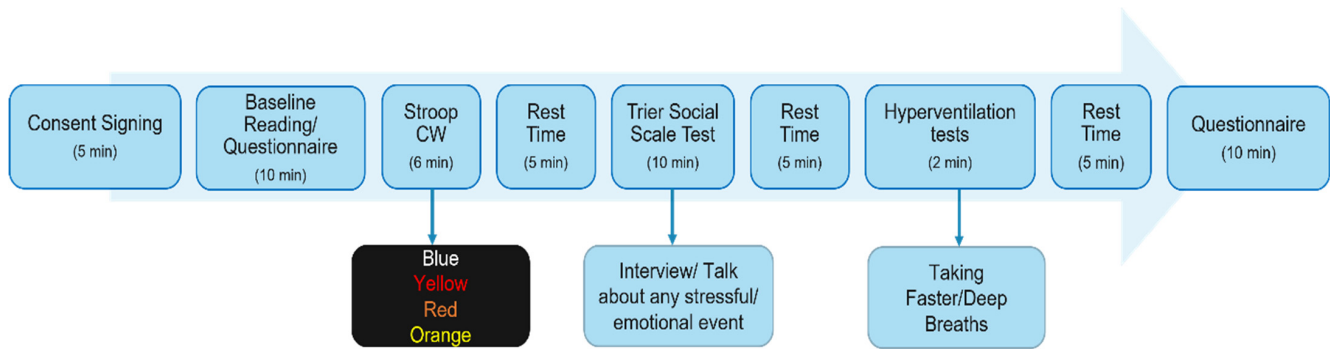 Consent Signing
(5 min)
Baseline
Reading/
Questionnaire
(10 min)
Stroop
CW
(6 min)
Rest
Time
(5 min)
Trier Social
Scale Test
(10 min)
Rest
Time
(5 min)
Hyperventilation
tests
(2 min)
Rest
Time
(5 min)
Questionnaire
(10 min)
Blue
Yellow
Red
Orange
Interview/ Talk
about any stressful/
emotional event
Taking
Faster/Deep
Breaths